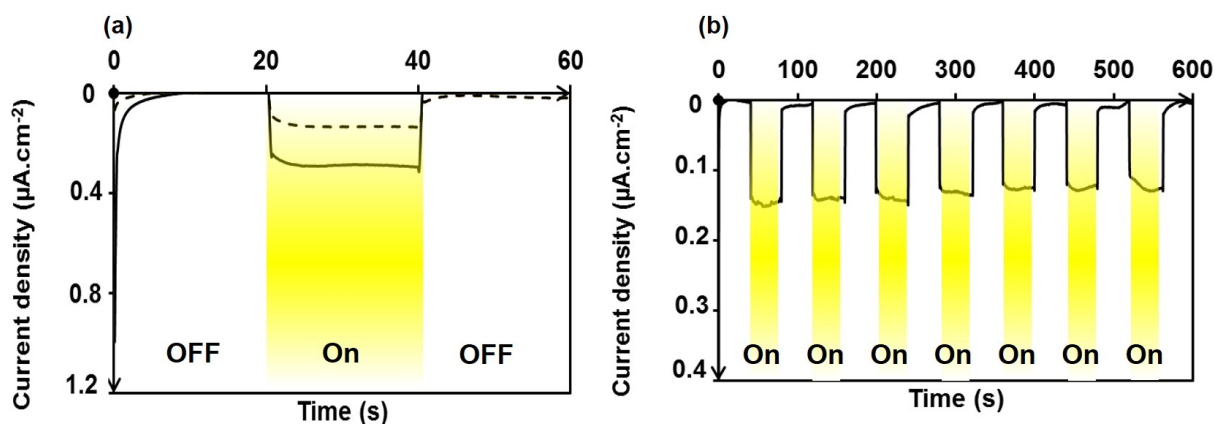 (a)
0 20 40 60
0
0.4
0.8
1.2
Current density (µA.cm⁻²)
OFF On OFF
Time (s)
(b)
0 100 200 300 400 500 600
0
0.1
0.2
0.3
0.4
Current density (µA.cm⁻²)
On On On On On On On
Time (s)